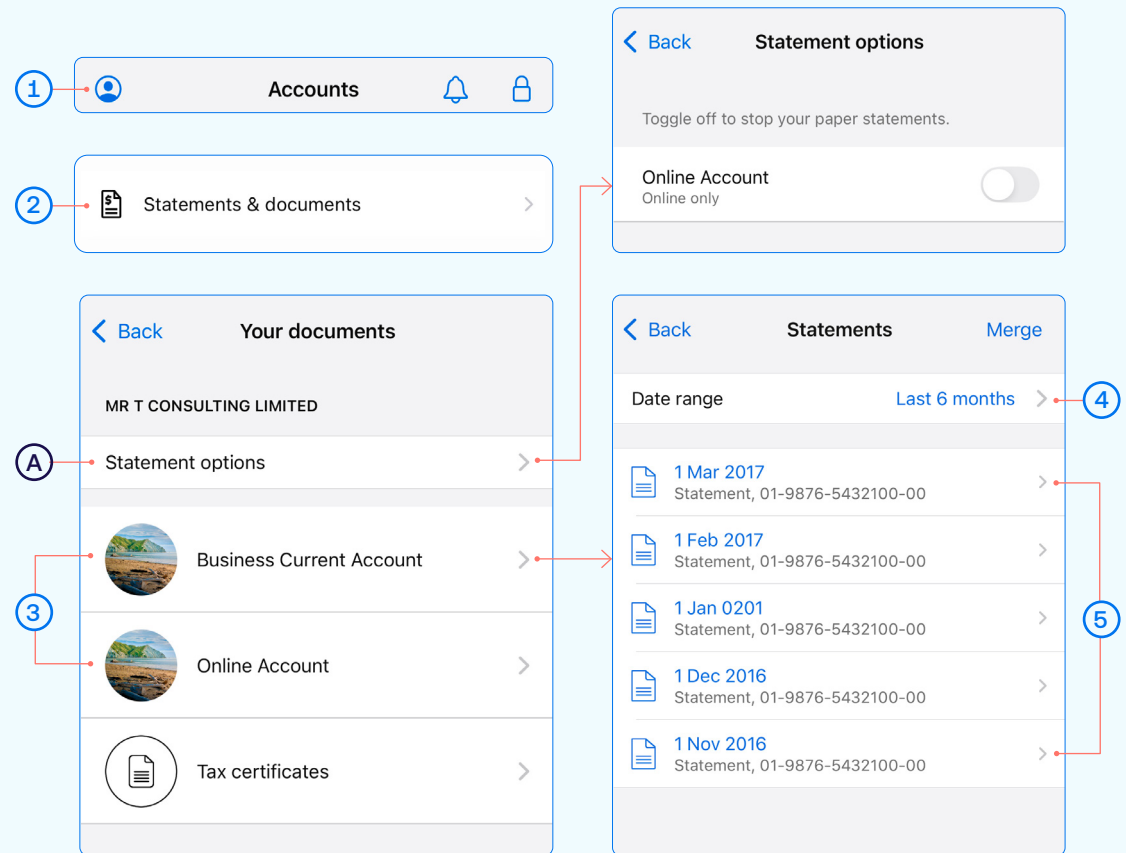 1
Accounts
2
Statements & documents
Back
Your documents
MR T CONSULTING LIMITED
A
Statement options
3
Business Current Account
Online Account
Tax certificates
Back
Statement options
Toggle off to stop your paper statements.
Online Account
Online only
Back
Statements
Merge
Date range
Last 6 months
4
1 Mar 2017
Statement, 01-9876-5432100-00
1 Feb 2017
Statement, 01-9876-5432100-00
1 Jan 0201
Statement, 01-9876-5432100-00
1 Dec 2016
Statement, 01-9876-5432100-00
1 Nov 2016
Statement, 01-9876-5432100-00
5